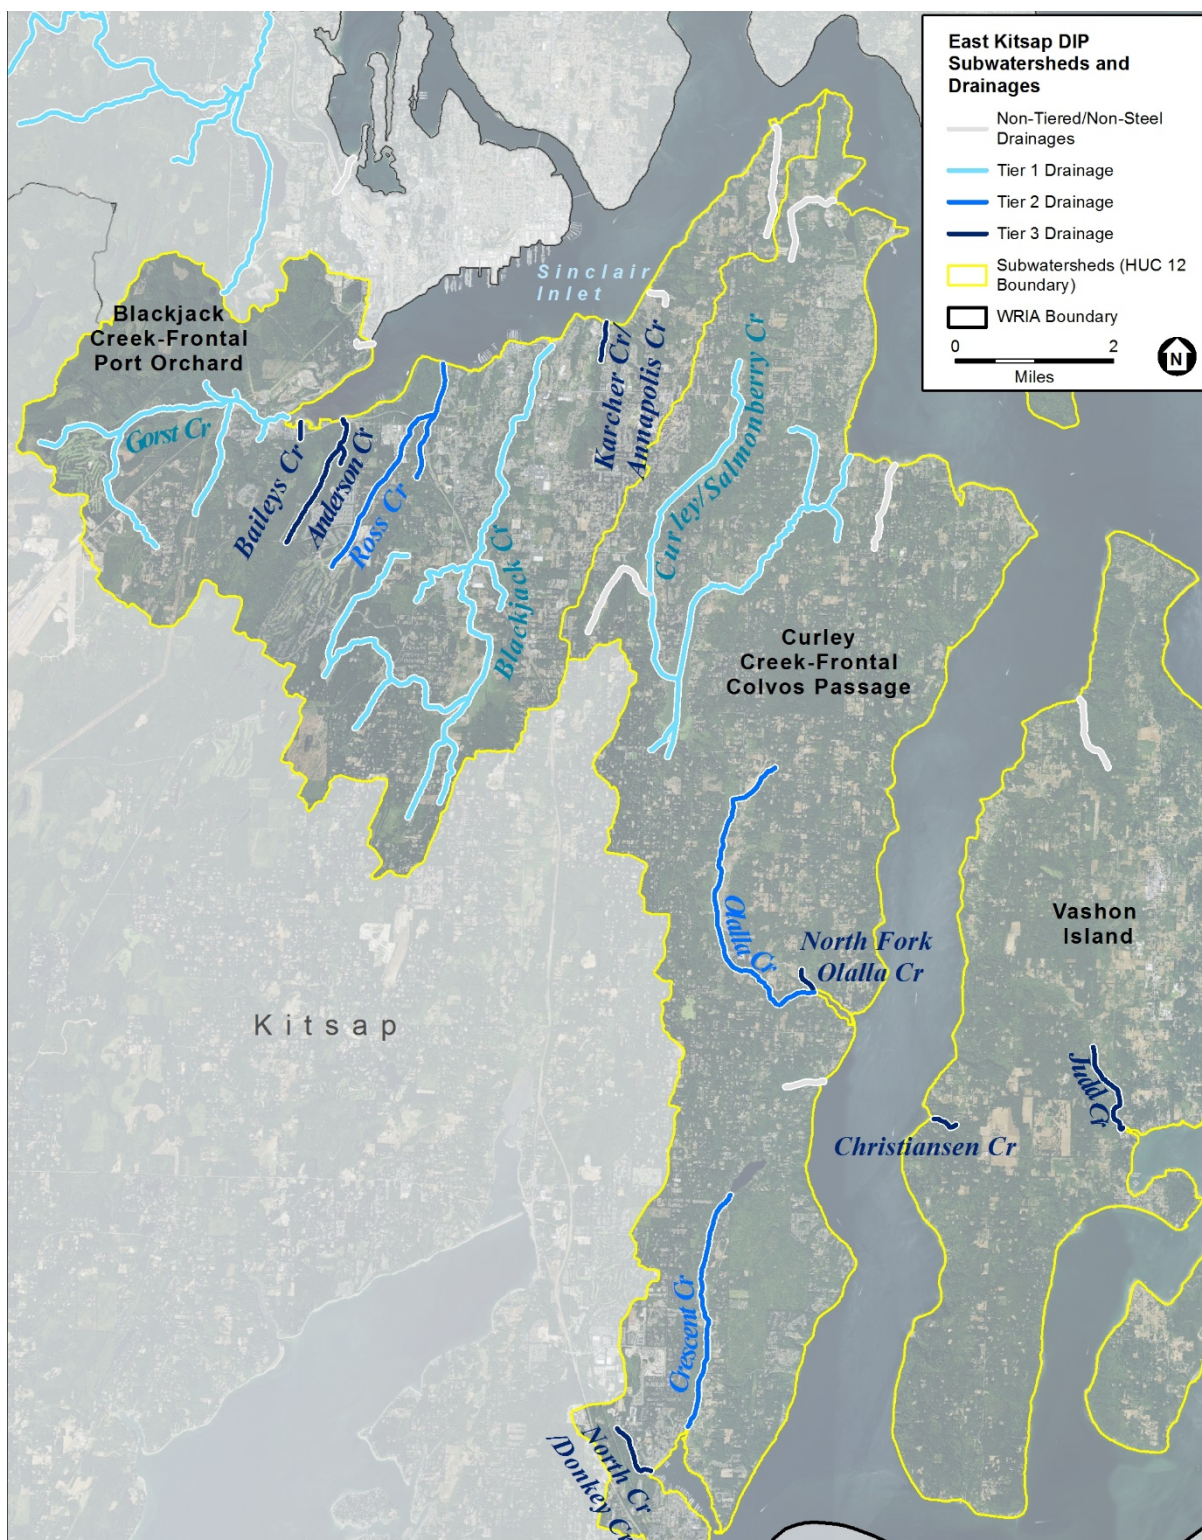 East Kitsap DIP
Subwatersheds and
Drainages
Non-Tiered/Non-Steel
Drainages
Tier 1 Drainage
Tier 2 Drainage
Tier 3 Drainage
Subwatersheds (HUC 12
Boundary)
WRIA Boundary
0 2
Miles
N
Sinclair
Inlet
Blackjack
Creek-Frontal
Port Orchard
Gorst Cr
Baileys Cr
Anderson Cr
Ross Cr
Blackjack Cr
Karcher Cr/
Annapolis Cr
Curley/Salmonberry Cr
Curley
Creek-Frontal
Colvos Passage
Olalla Cr
North Fork
Olalla Cr
Vashon
Island
Kitsap
Judd Cr
Christiansen Cr
Crescent Cr
North Cr
/Donkey Cr